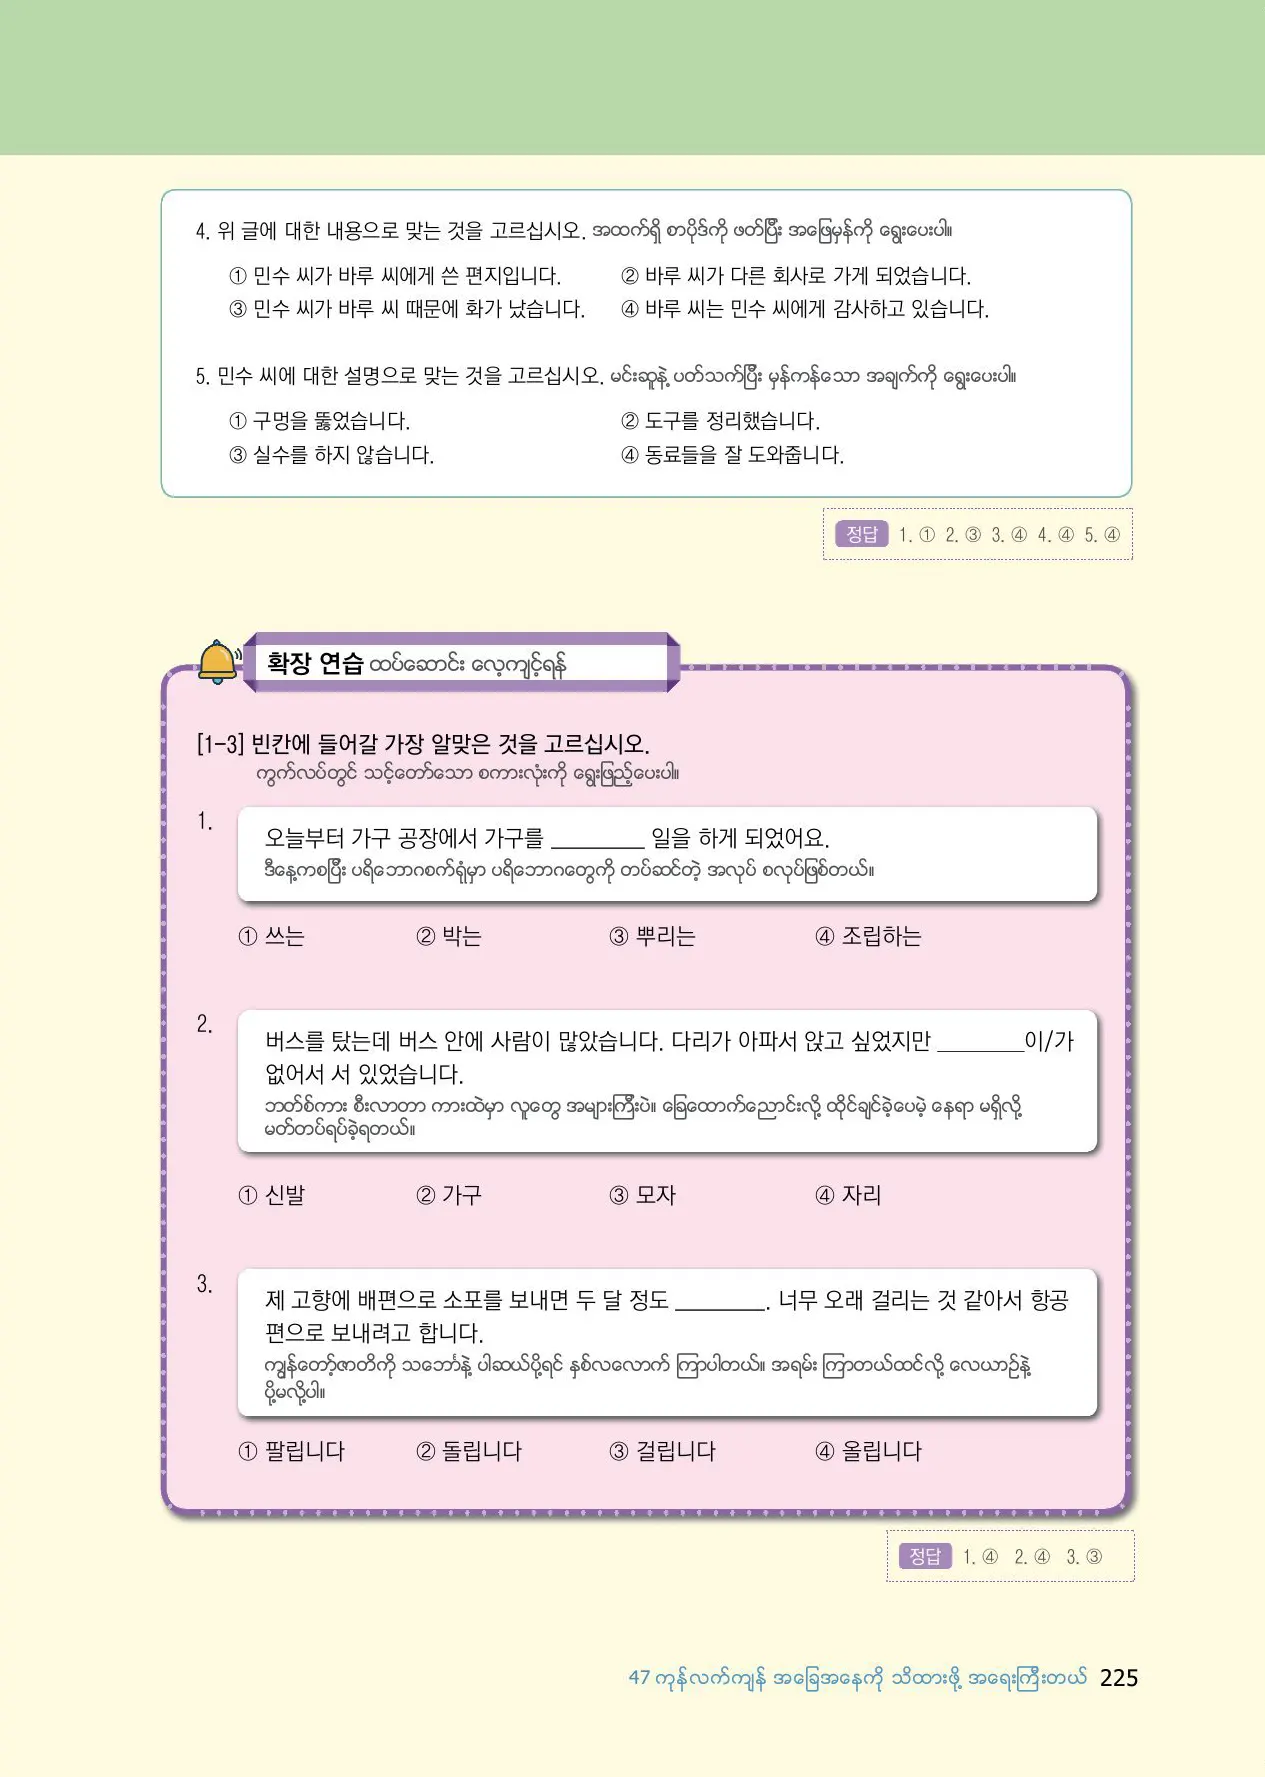 4. 위 글에 대한 내용으로 맞는 것을 고르십시오. အထက်ရှိ စာပိုဒ်ကို ဖတ်ပြီး အဖြေမှန်ကို ရွေးပေးပါ။
① 민수 씨가 바루 씨에게 쓴 편지입니다. ② 바루 씨가 다른 회사로 가게 되었습니다.
③ 민수 씨가 바루 씨 때문에 화가 났습니다. ④ 바루 씨는 민수 씨에게 감사하고 있습니다.
5. 민수 씨에 대한 설명으로 맞는 것을 고르십시오. မင်းဆူနဲ့ ပတ်သက်ပြီး မှန်ကန်သော အချက်ကို ရွေးပေးပါ။
① 구멍을 뚫었습니다. ② 도구를 정리했습니다.
③ 실수를 하지 않습니다. ④ 동료들을 잘 도와줍니다.
정답 1. ① 2. ③ 3. ④ 4. ④ 5. ④
확장 연습 ထပ်ဆောင်း လေ့ကျင့်ရန်
[1-3] 빈칸에 들어갈 가장 알맞은 것을 고르십시오.
ကွက်လပ်တွင် သင့်တော်သော စကားလုံးကို ရွေးဖြည့်ပေးပါ။
1.
오늘부터 가구 공장에서 가구를 ________ 일을 하게 되었어요.
ဒီနေ့ကစပြီး ပရိဘောဂစက်ရုံမှာ ပရိဘောဂတွေကို တပ်ဆင်တဲ့ အလုပ် စလုပ်ဖြစ်တယ်။
① 쓰는 ② 박는 ③ 뿌리는 ④ 조립하는
2.
버스를 탔는데 버스 안에 사람이 많았습니다. 다리가 아파서 앉고 싶었지만 ________이/가
없어서 서 있었습니다.
ဘတ်စ်ကား စီးလာတာ ကားထဲမှာ လူတွေ အများကြီးပဲ။ ခြေထောက်ညောင်းလို့ ထိုင်ချင်ခဲ့ပေမဲ့ နေရာ မရှိလို့
မတ်တပ်ရပ်ခဲ့ရတယ်။
① 신발 ② 가구 ③ 모자 ④ 자리
3.
제 고향에 배편으로 소포를 보내면 두 달 정도 ________. 너무 오래 걸리는 것 같아서 항공
편으로 보내려고 합니다.
ကျွန်တော့်ဇာတိကို သင်္ဘောနဲ့ ပါဆယ်ပို့ရင် နှစ်လလောက် ကြာပါတယ်။ အရမ်း ကြာတယ်ထင်လို့ လေယာဉ်နဲ့
ပို့မလို့ပါ။
① 팔립니다 ② 돌립니다 ③ 걸립니다 ④ 올립니다
정답 1. ④ 2. ④ 3. ③
47 ကုန်လက်ကျန် အခြေအနေကို သိထားဖို့ အရေးကြီးတယ် 225